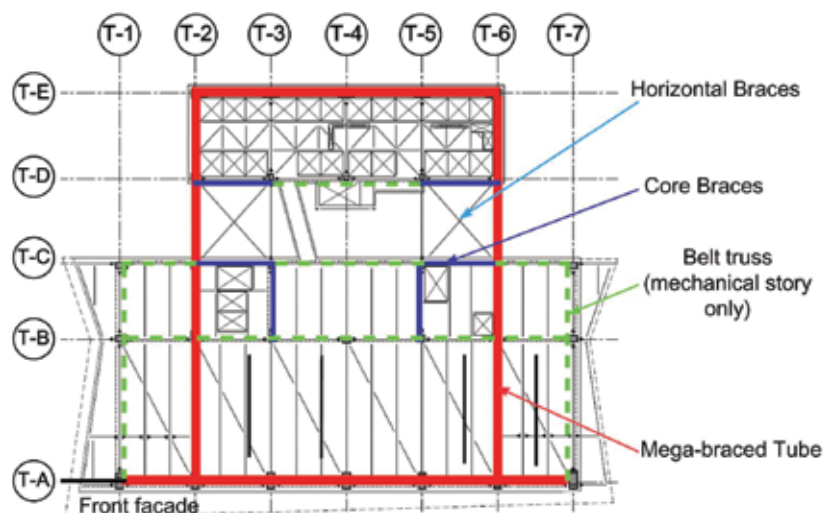 T-1 T-2 T-3 T-4 T-5 T-6 T-7
T-E
Horizontal Braces
T-D
Core Braces
T-C
Belt truss
(mechanical story
only)
T-B
Mega-braced Tube
T-A
Front facade